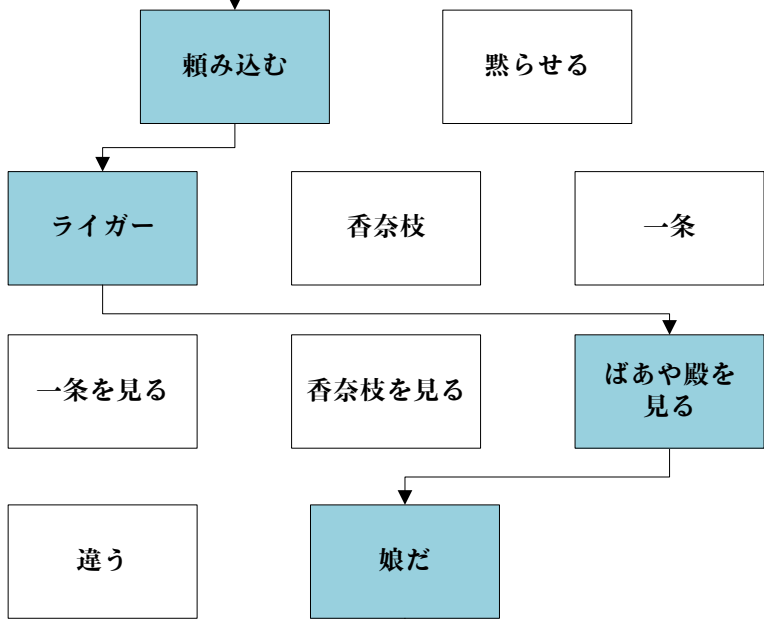 頼み込む
黙らせる
ライガー
香奈枝
一条
一条を見る
香奈枝を見る
ばあや殿を
見る
違う
娘だ